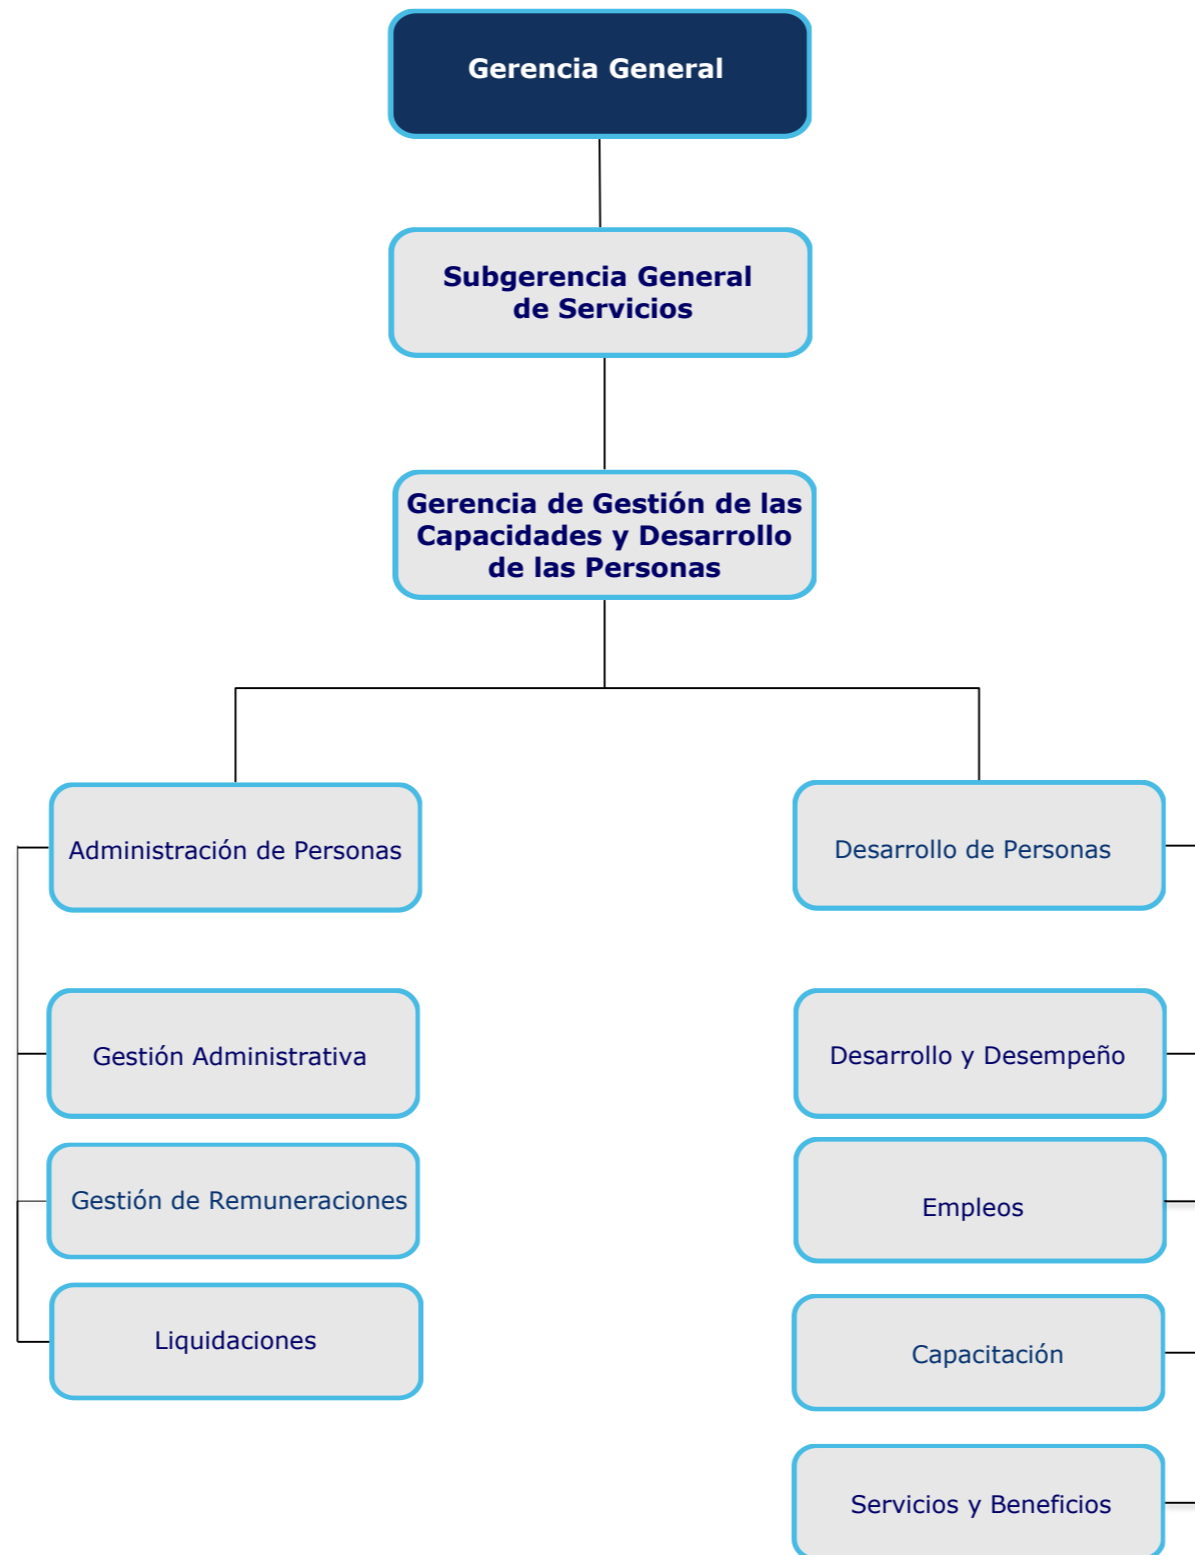 Gerencia General
Subgerencia General
de Servicios
Gerencia de Gestión de las
Capacidades y Desarrollo
de las Personas
Administración de Personas
Gestión Administrativa
Gestión de Remuneraciones
Liquidaciones
Desarrollo de Personas
Desarrollo y Desempeño
Empleos
Capacitación
Servicios y Beneficios